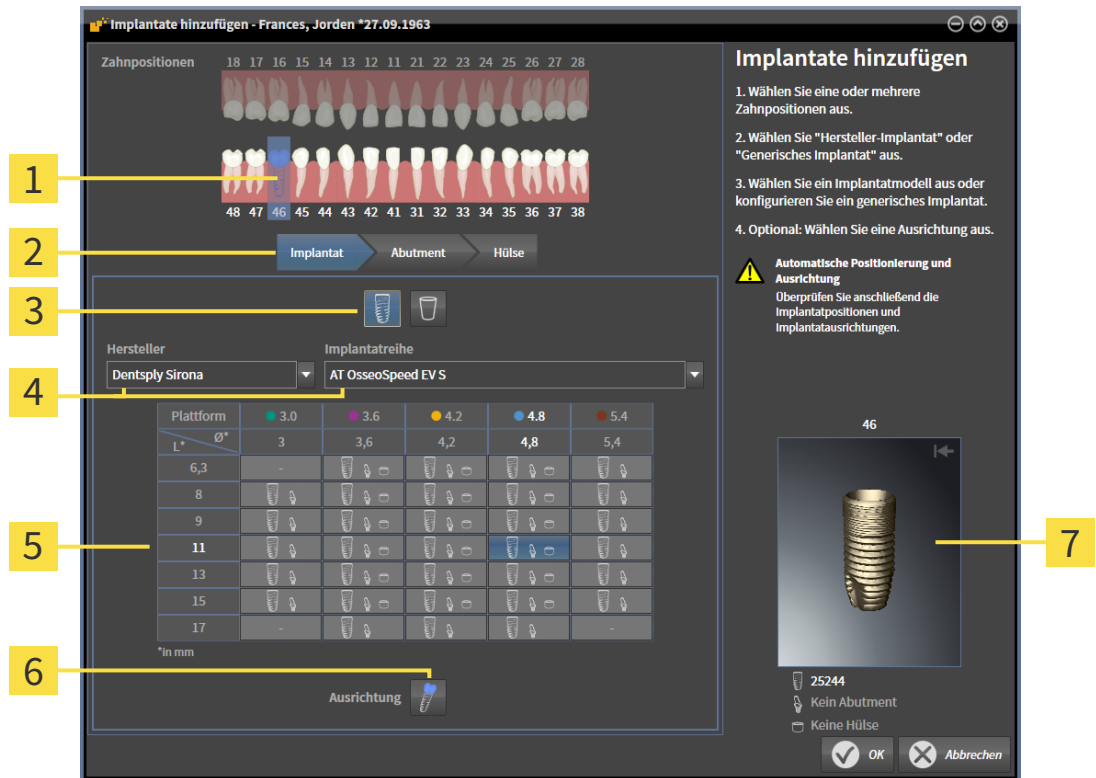 Implantate hinzufügen - Frances, Jorden *27.09.1963
Zahnpositionen
18 17 16 15 14 13 12 11 21 22 23 24 25 26 27 28
1
48 47 46 45 44 43 42 41 31 32 33 34 35 36 37 38
2
Implantat Abutment Hülse
3
Hersteller Implantatreihe
4
Dentsply Sirona AT OsseoSpeed EV S
Plattform 3.0 3.6 4.2 4.8 5.4
L* Ø* 3 3,6 4,2 4,8 5,4
6,3 -
8
9
5
11
13
15
17 - -
*in mm
6
Ausrichtung
Implantate hinzufügen
1. Wählen Sie eine oder mehrere
Zahnpositionen aus.
2. Wählen Sie "Hersteller-Implantat" oder
"Generisches Implantat" aus.
3. Wählen Sie ein Implantatmodell aus oder
konfigurieren Sie ein generisches Implantat.
4. Optional: Wählen Sie eine Ausrichtung aus.
Automatische Positionierung und
Ausrichtung
Überprüfen Sie anschließend die
Implantatpositionen und
Implantatausrichtungen.
46
7
25244
Kein Abutment
Keine Hülse
OK Abbrechen